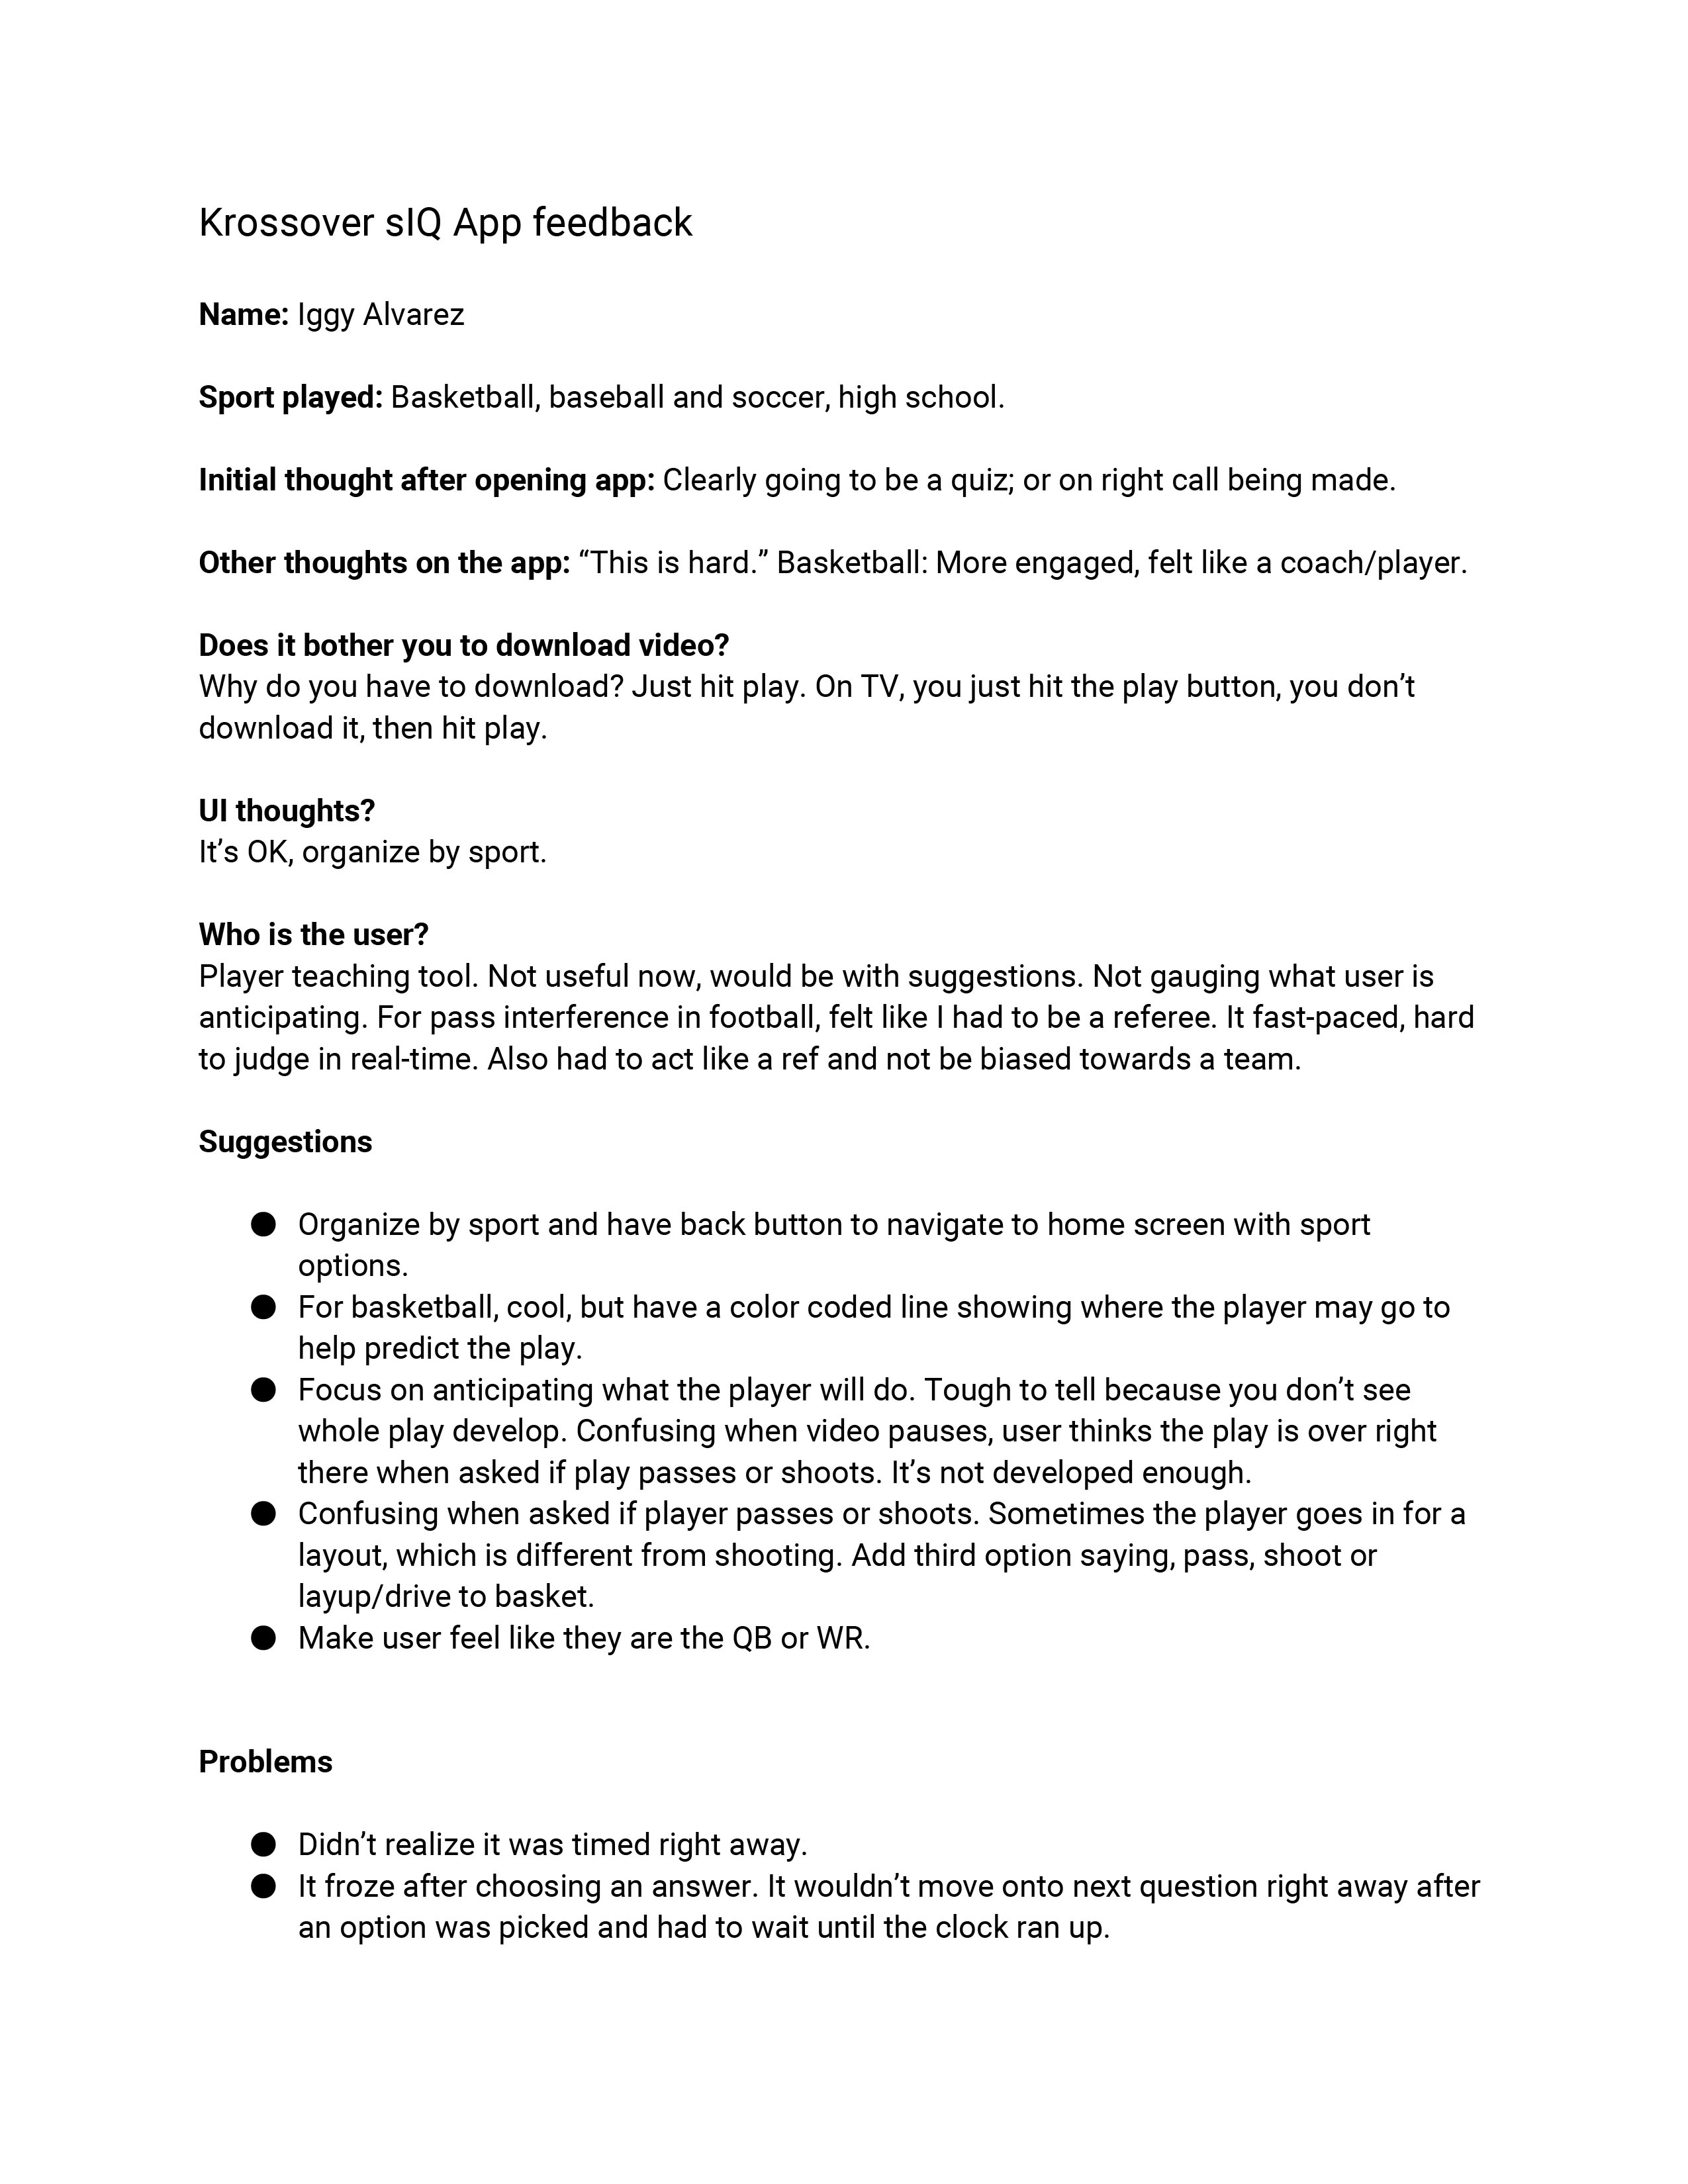 Krossover sIQ App feedback
Name: Iggy Alvarez
Sport played: Basketball, baseball and soccer, high school.
Initial thought after opening app: Clearly going to be a quiz; or on right call being made.
Other thoughts on the app: “This is hard.” Basketball: More engaged, felt like a coach/player.
Does it bother you to download video?
Why do you have to download? Just hit play. On TV, you just hit the play button, you don’t
download it, then hit play.
UI thoughts?
It’s OK, organize by sport.
Who is the user?
Player teaching tool. Not useful now, would be with suggestions. Not gauging what user is
anticipating. For pass interference in football, felt like I had to be a referee. It fast-paced, hard
to judge in real-time. Also had to act like a ref and not be biased towards a team.
Suggestions
● Organize by sport and have back button to navigate to home screen with sport
options.
● For basketball, cool, but have a color coded line showing where the player may go to
help predict the play.
● Focus on anticipating what the player will do. Tough to tell because you don’t see
whole play develop. Confusing when video pauses, user thinks the play is over right
there when asked if play passes or shoots. It’s not developed enough.
● Confusing when asked if player passes or shoots. Sometimes the player goes in for a
layout, which is different from shooting. Add third option saying, pass, shoot or
layup/drive to basket.
● Make user feel like they are the QB or WR.
Problems
● Didn’t realize it was timed right away.
● It froze after choosing an answer. It wouldn’t move onto next question right away after
an option was picked and had to wait until the clock ran up.